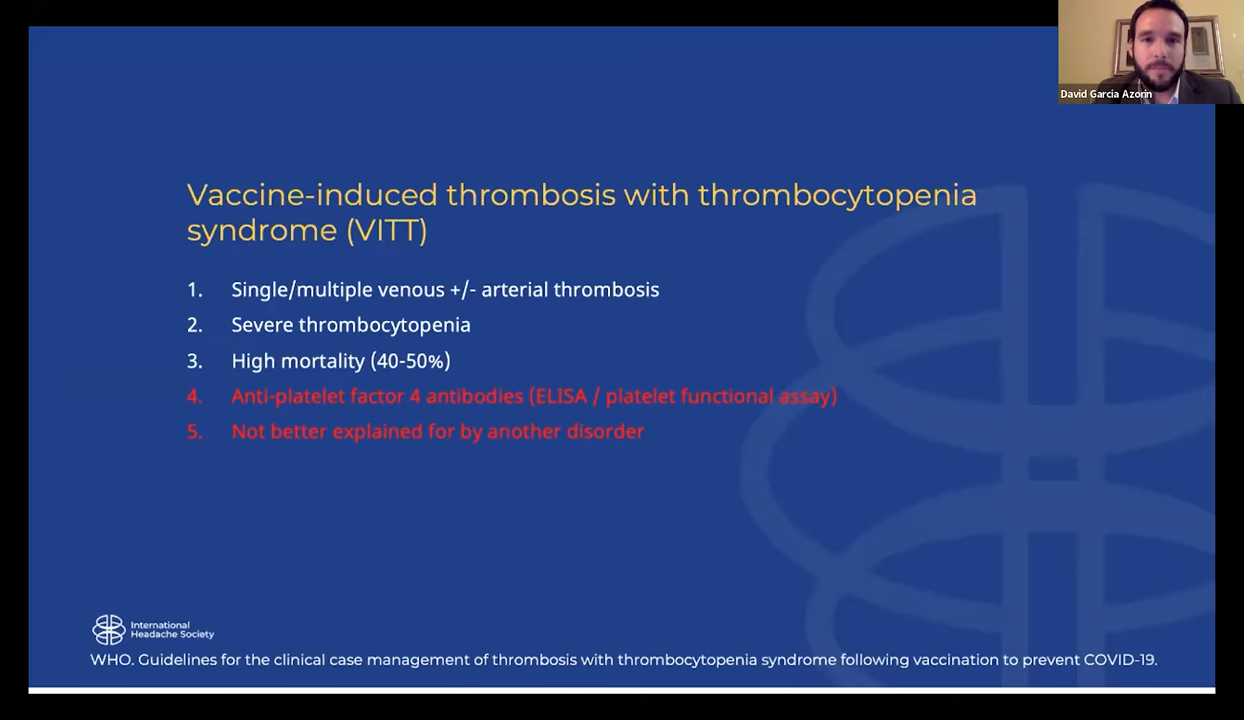 David Garcia Azorin
Vaccine-induced thrombosis with thrombocytopenia
syndrome (VITT)
1. Single/multiple venous +/- arterial thrombosis
2. Severe thrombocytopenia
3. High mortality (40-50%)
4. Anti-platelet factor 4 antibodies (ELISA / platelet functional assay)
5. Not better explained for by another disorder
International
Headache Society
WHO. Guidelines for the clinical case management of thrombosis with thrombocytopenia syndrome following vaccination to prevent COVID-19.